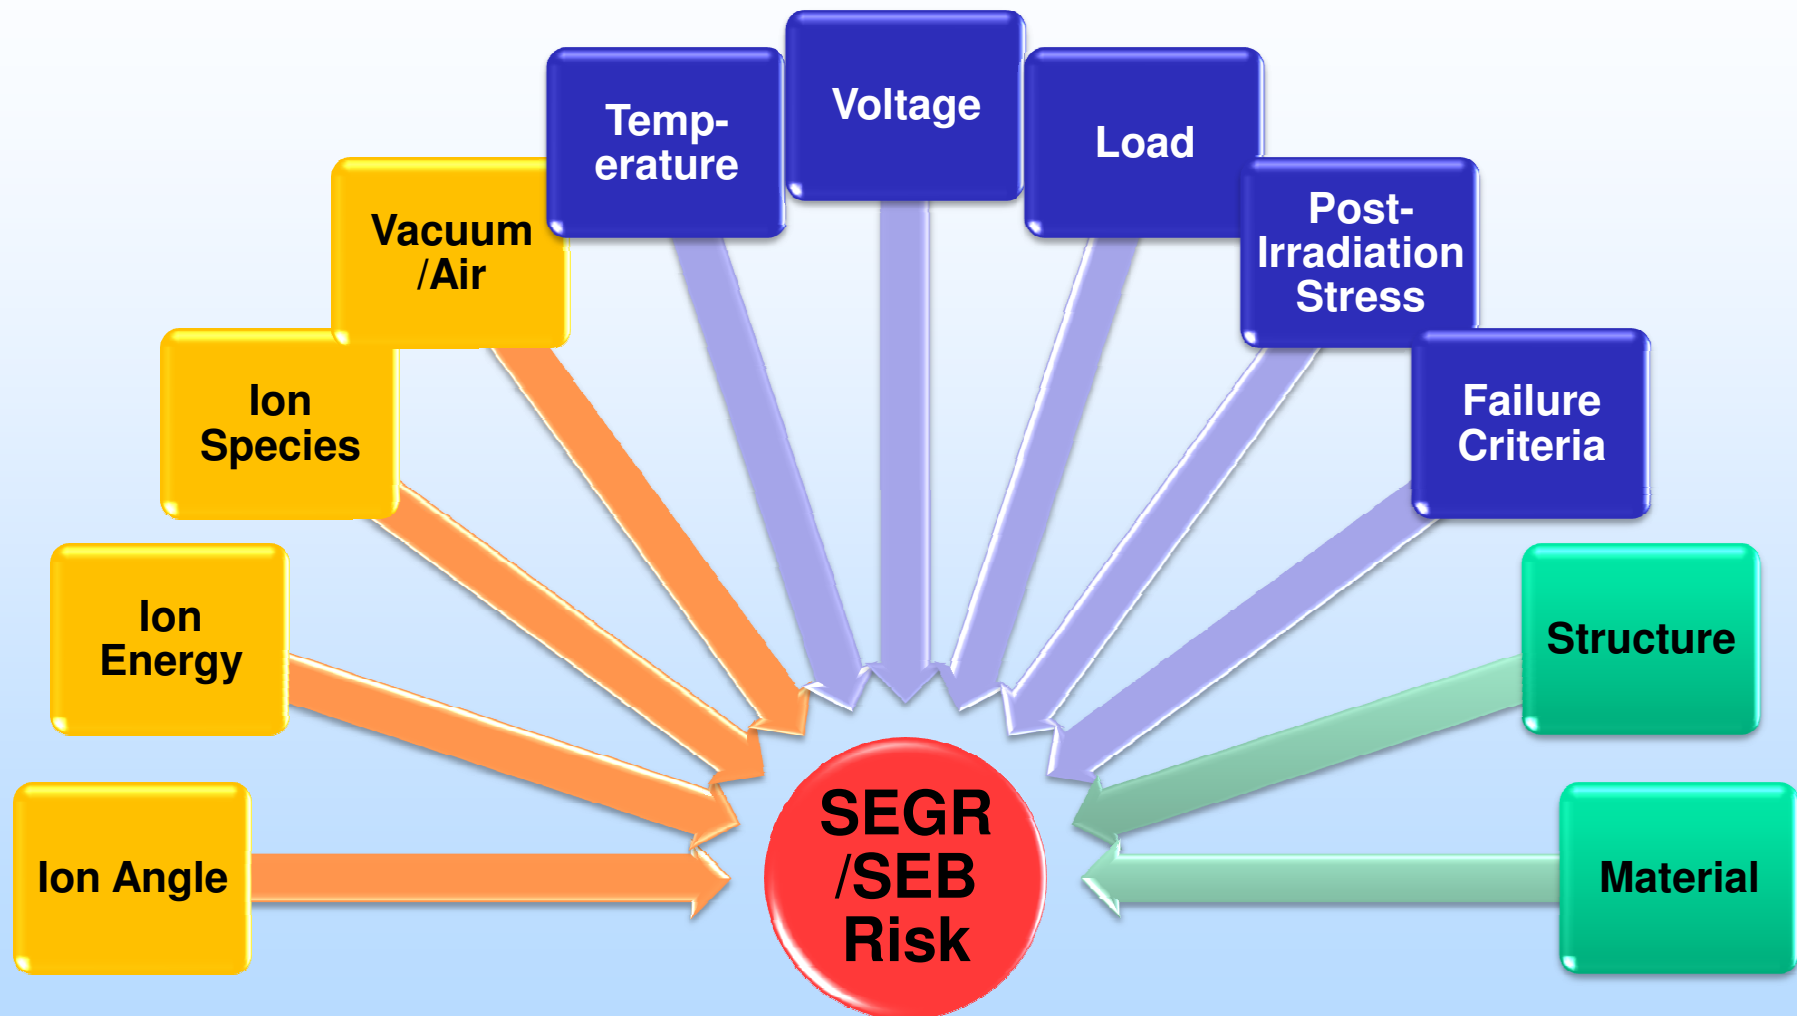 Voltage
Temp-
erature
Load
Vacuum
/Air
Post-
Irradiation
Stress
Ion
Species
Failure
Criteria
Ion
Energy
Structure
Ion Angle
SEGR
/SEB
Risk
Material